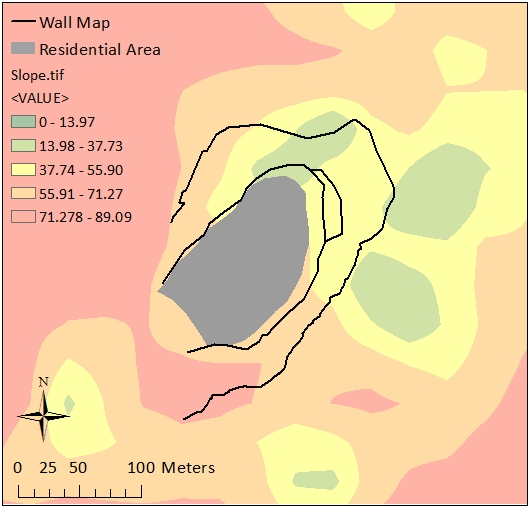 Wall Map
Residential Area
Slope.tif
<VALUE>
0 - 13.97
13.98 - 37.73
37.74 - 55.90
55.91 - 71.27
71.278 - 89.09
N
0 25 50 100 Meters